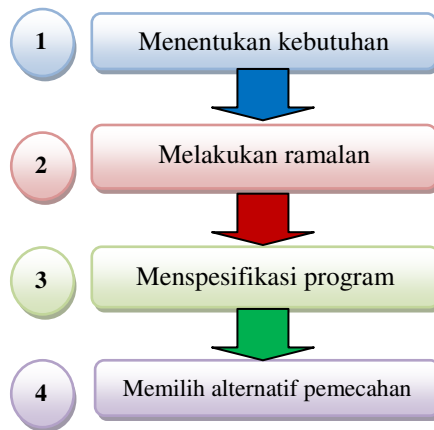 1 Menentukan kebutuhan
2 Melakukan ramalan
3 Menspesifikasi program
4 Memilih alternatif pemecahan